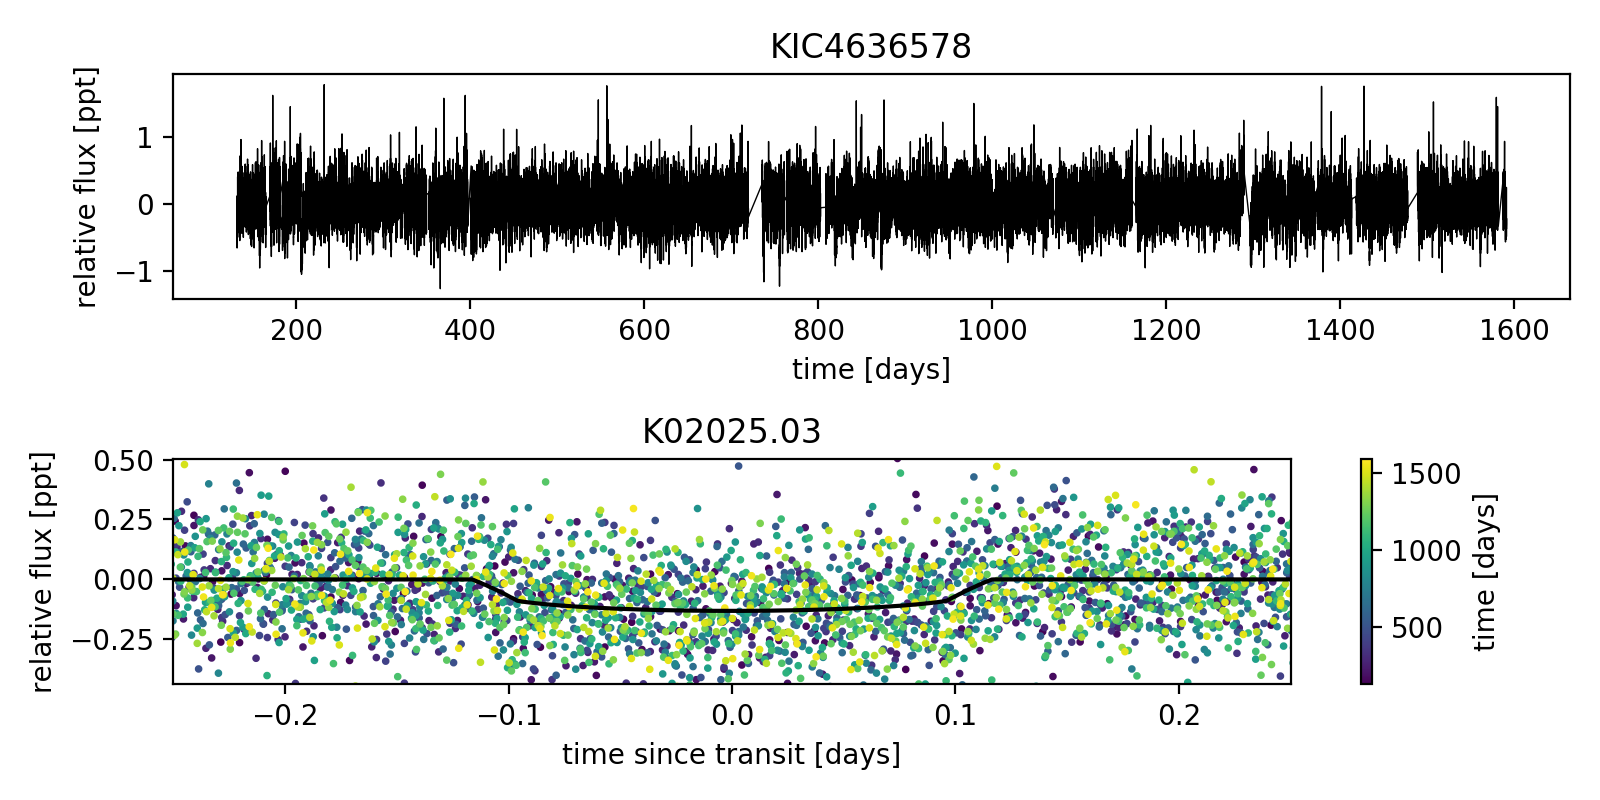 KIC4636578
relative flux [ppt]
1
0
−1
200 400 600 800 1000 1200 1400 1600
time [days]
K02025.03
relative flux [ppt]
0.50
0.25
0.00
−0.25
−0.2 −0.1 0.0 0.1 0.2
time since transit [days]
1500
1000
500
time [days]